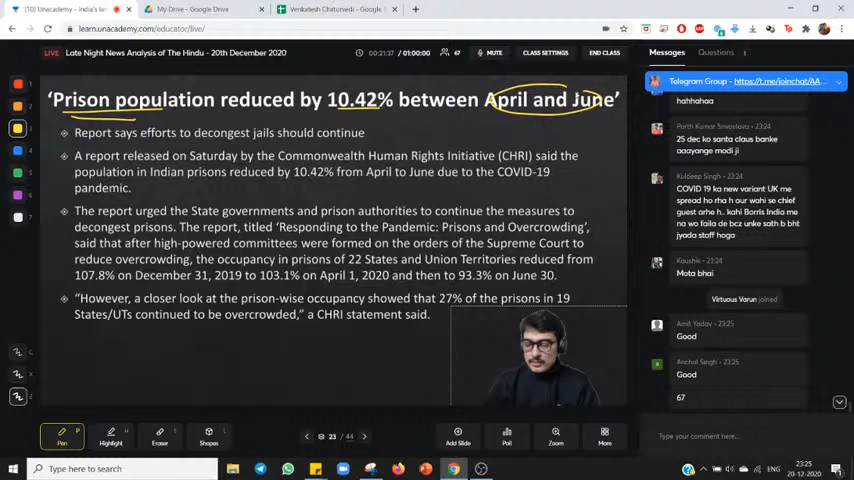 (10) Unacademy - India's la
My Drive - Google Drive
Venkatesh Chaturvedi - Google
learn.unacademy.com/educator/live/
LIVE Late Night News Analysis of The Hindu - 20th December 2020
00:21:37 / 01:00:00
67
MUTE
CLASS SETTINGS
END CLASS
Messages
Questions
1
2
3
4
5
6
7
'Prison population reduced by 10.42% between April and June'
Report says efforts to decongest jails should continue
A report released on Saturday by the Commonwealth Human Rights Initiative (CHRI) said the
population in Indian prisons reduced by 10.42% from April to June due to the COVID-19
pandemic.
The report urged the State governments and prison authorities to continue the measures to
decongest prisons. The report, titled 'Responding to the Pandemic: Prisons and Overcrowding',
said that after high-powered committees were formed on the orders of the Supreme Court to
reduce overcrowding, the occupancy in prisons of 22 States and Union Territories reduced from
107.8% on December 31, 2019 to 103.1% on April 1, 2020 and then to 93.3% on June 30.
"However, a closer look at the prison-wise occupancy showed that 27% of the prisons in 19
States/UTs continued to be overcrowded," a CHRI statement said.
Telegram Group - https://t.me/joinchat/AA...
hahhahaa
Parth Kumar Srivastava 23:24
25 dec ko santa claus banke
aaayange modi ji
Kuldeep Singh 23:24
COVID 19 ka new variant UK me
spread ho rha h aur wahi se chief
guest arhe h.. kahi Borris India me
na wo faila de bcz unke sath b bht
jyada staff hoga
Kaushik 23:24
Mota bhai
Virtuous Varun joined
Amit Yadav 23:25
Good
Anchal Singh 23:25
Good
67
Type your comment here...
Pen
Highlight
Eraser
Shapes
23 / 44
Add Slide
Poll
Zoom
More
Type here to search
ENG
23:25
20-12-2020